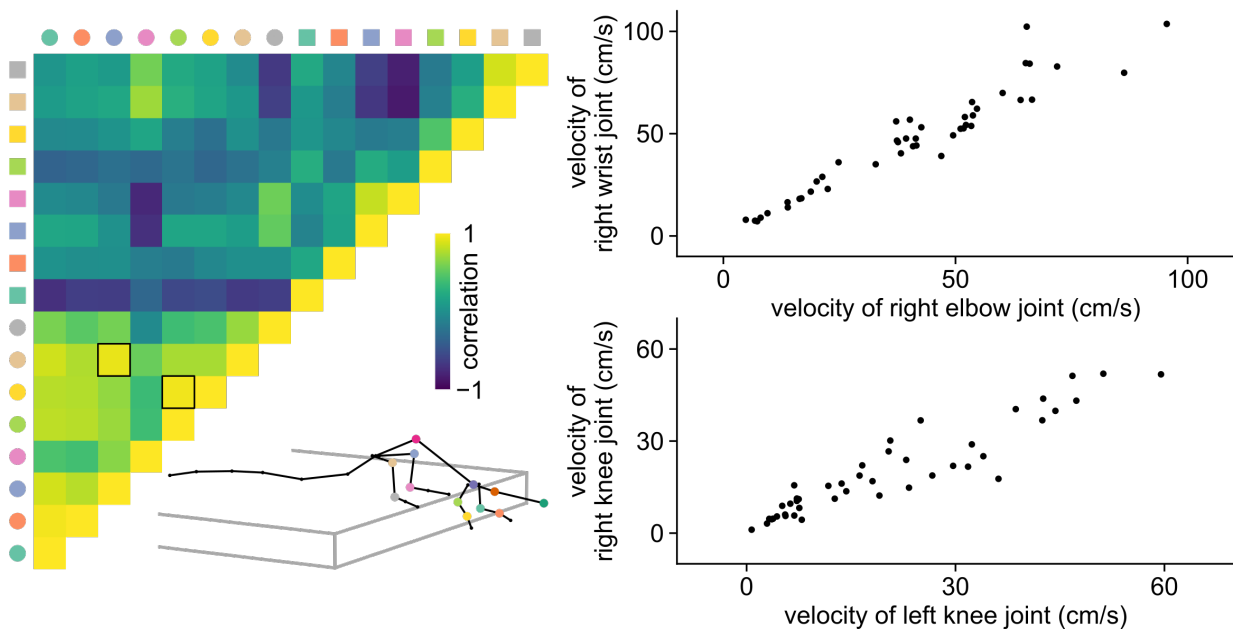 1
correlation
−1
velocity of
right wrist joint (cm/s)
100
50
0
0
50
100
velocity of right elbow joint (cm/s)
velocity of
right knee joint (cm/s)
60
30
0
0
30
60
velocity of left knee joint (cm/s)